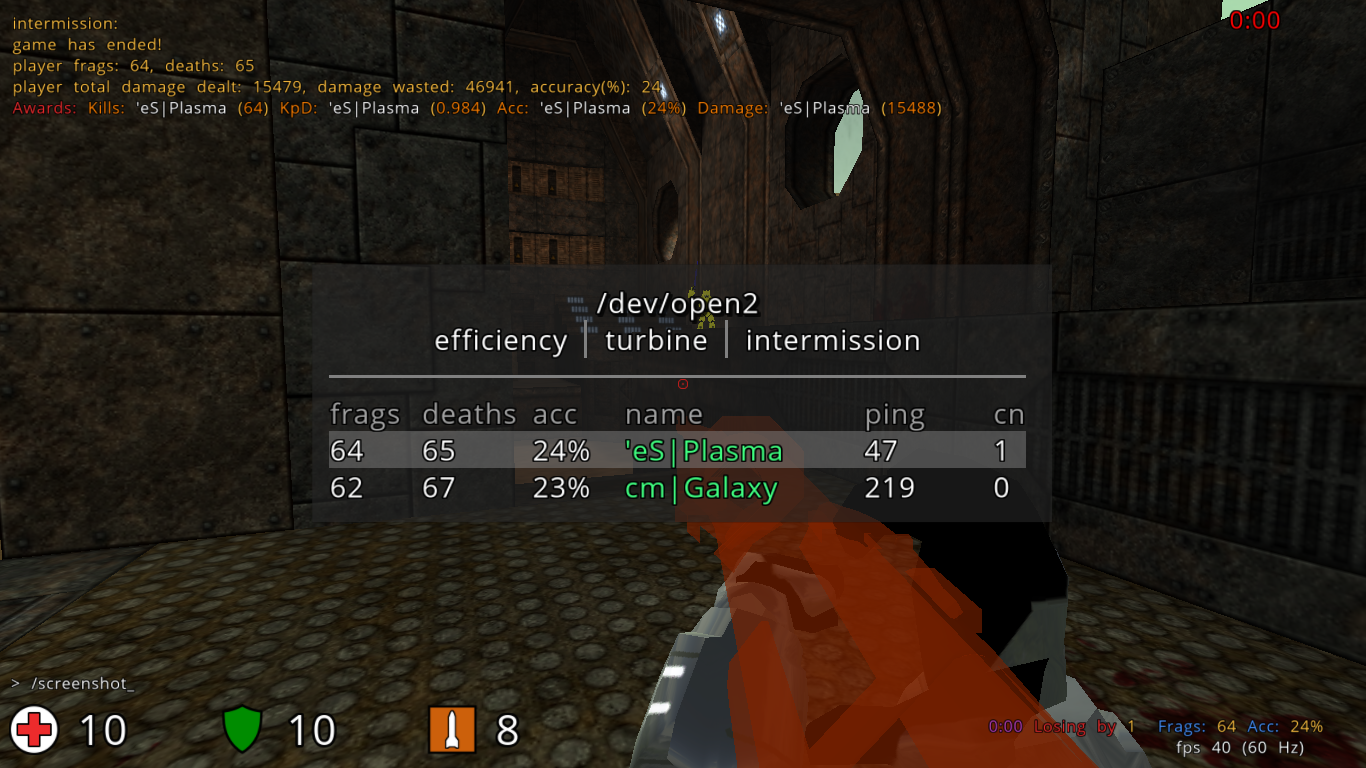 intermission:
game has ended!
player frags: 64, deaths: 65
player total damage dealt: 15479, damage wasted: 46941, accuracy(%): 24
Awards: Kills: 'eS|Plasma (64) KpD: 'eS|Plasma (0.984) Acc: 'eS|Plasma (24%) Damage: 'eS|Plasma (15488)
0:00
/dev/open2
efficiency | turbine | intermission
frags deaths acc name ping cn
64 65 24% 'eS|Plasma 47 1
62 67 23% cm|Galaxy 219 0
> /screenshot_
10 10 8
0:00 Losing by 1 Frags: 64 Acc: 24%
fps 40 (60 Hz)